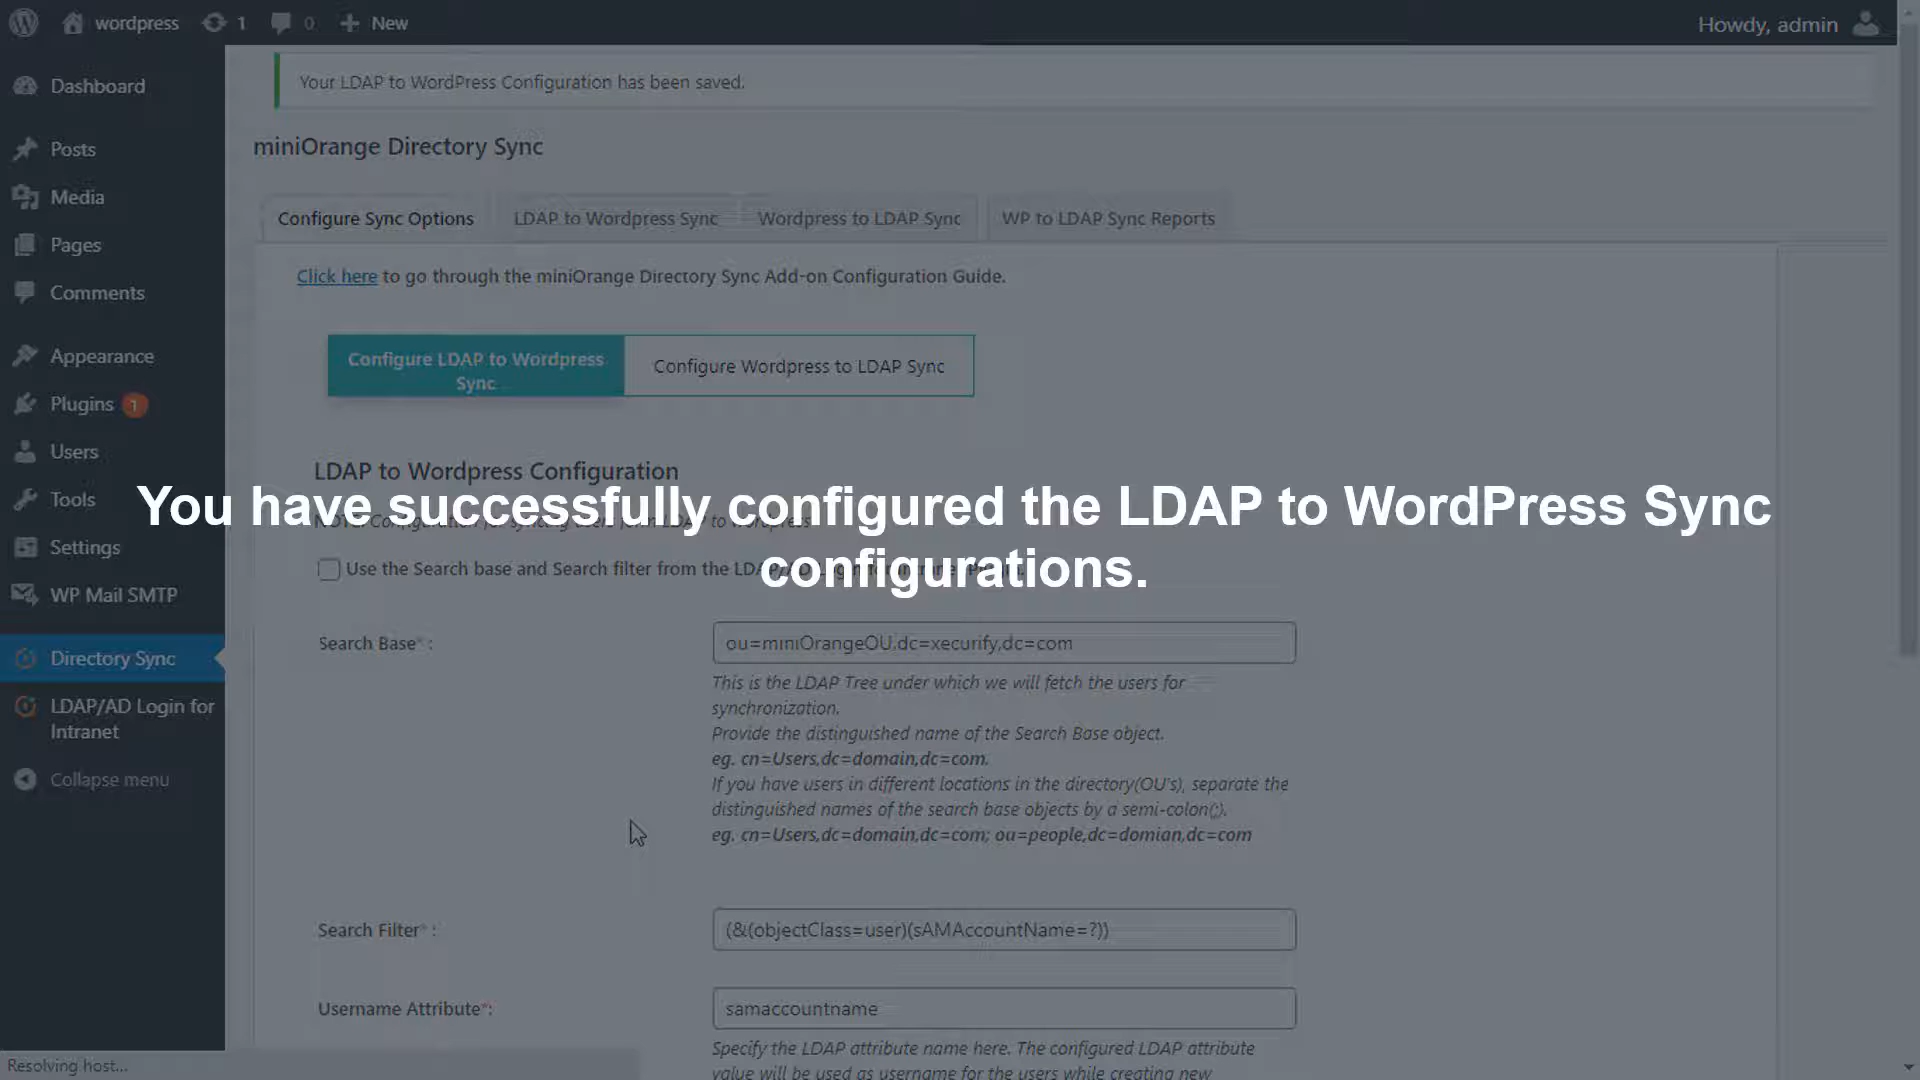 wordpress 1 0 New Howdy, admin
Dashboard
Posts
Media
Pages
Comments
Appearance
Plugins 1
Users
Tools
Settings
WP Mail SMTP
Directory Sync
LDAP/AD Login for
Intranet
Collapse menu
Your LDAP to WordPress Configuration has been saved.
miniOrange Directory Sync
Configure Sync Options LDAP to Wordpress Sync Wordpress to LDAP Sync WP to LDAP Sync Reports
Click here to go through the miniOrange Directory Sync Add-on Configuration Guide.
Configure LDAP to Wordpress
Sync
Configure Wordpress to LDAP Sync
LDAP to Wordpress Configuration
You have successfully configured the LDAP to WordPress Sync
configurations.
Use the Search base and Search filter from the
Search Base* :
ou=miniOrangeOU,dc=xecurify,dc=com
This is the LDAP Tree under which we will fetch the users for
synchronization.
Provide the distinguished name of the Search Base object.
eg. cn=Users,dc=domain,dc=com.
If you have users in different locations in the directory(OU's), separate the
distinguished names of the search base objects by a semi-colon(;).
eg. cn=Users,dc=domain,dc=com; ou=people,dc=domian,dc=com
Search Filter* :
(&(objectClass=user)(sAMAccountName=?))
Username Attribute*:
samaccountname
Specify the LDAP attribute name here. The configured LDAP attribute
value will be used as username for the users while creating new
Resolving host...